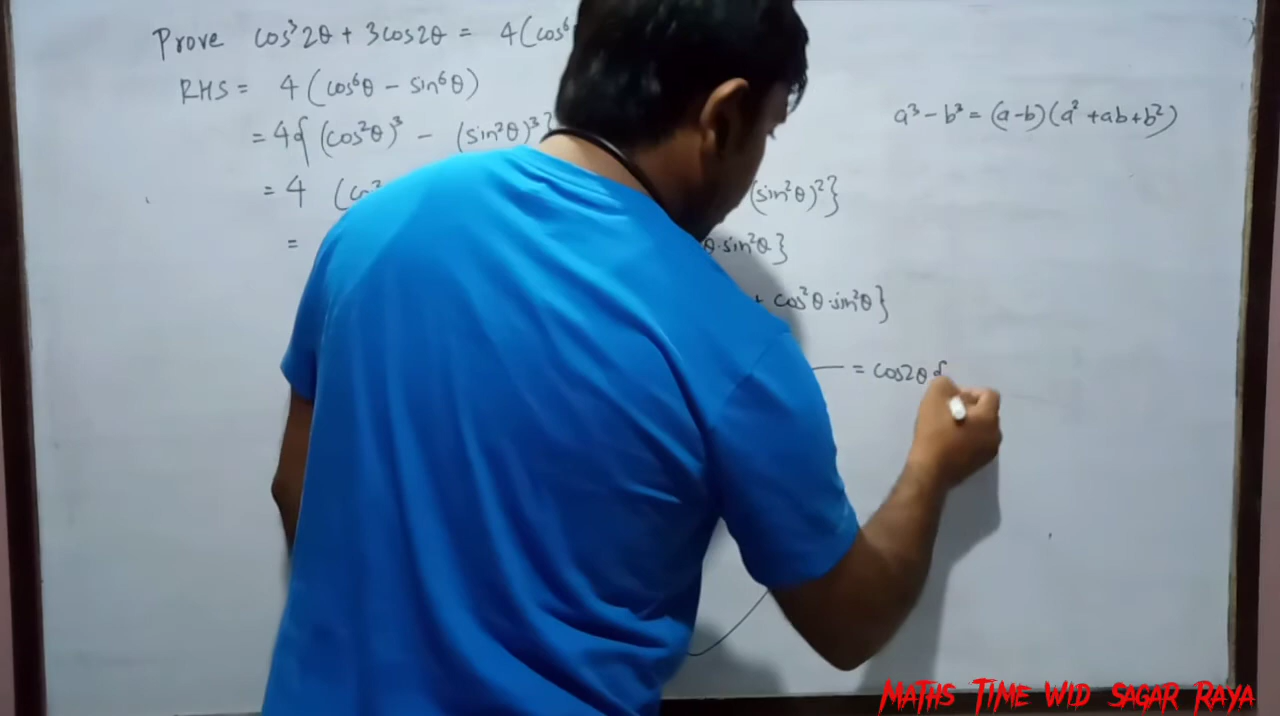 Prove cos³2θ + 3cos2θ = 4(cos⁶
RHS = 4(cos⁶θ - sin⁶θ)
a³ - b³ = (a-b)(a² + ab + b²)
= 4{(cos²θ)³ - (sin²θ)³}
= 4 (sin²θ)²}
= θ·sin²θ}
+ cos²θ·sin²θ}
= cos2θ {
Maths Time Wid Sagar Raya